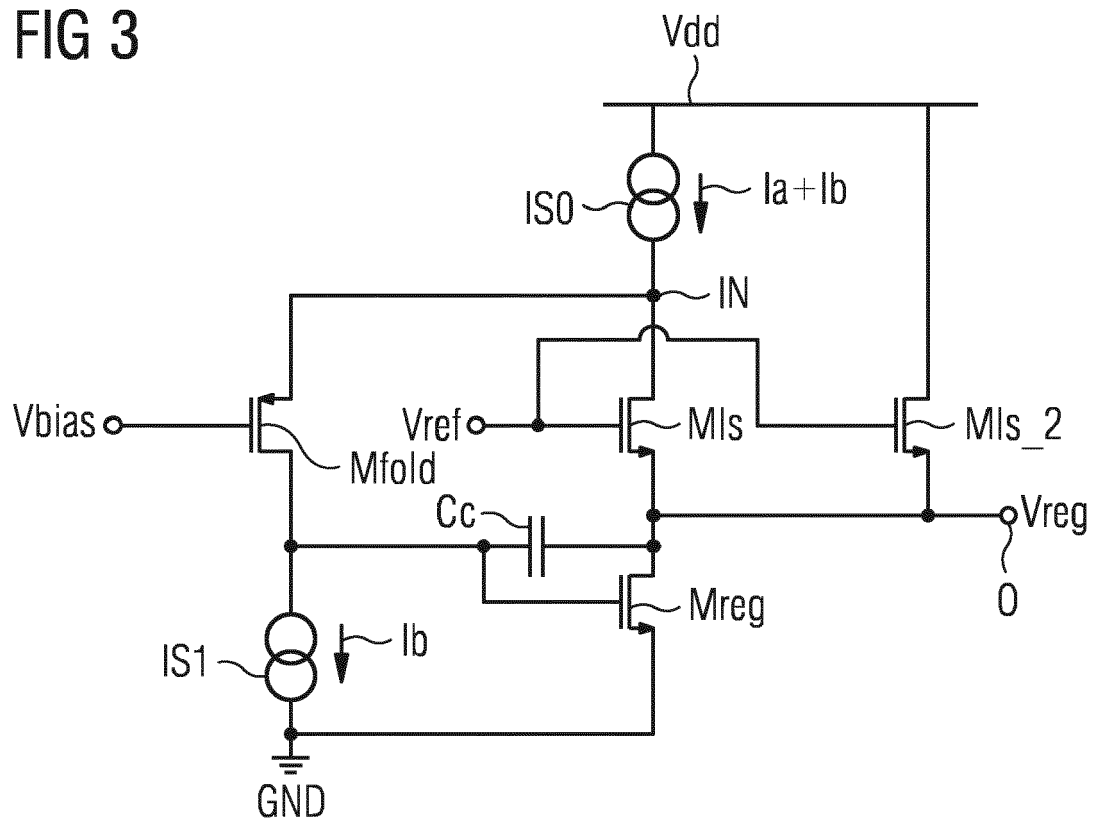 FIG 3
Vdd
IS0
Ia+Ib
IN
Vbias
Vref
Mls
Mls_2
Mfold
Cc
Vreg
O
Mreg
IS1
Ib
GND